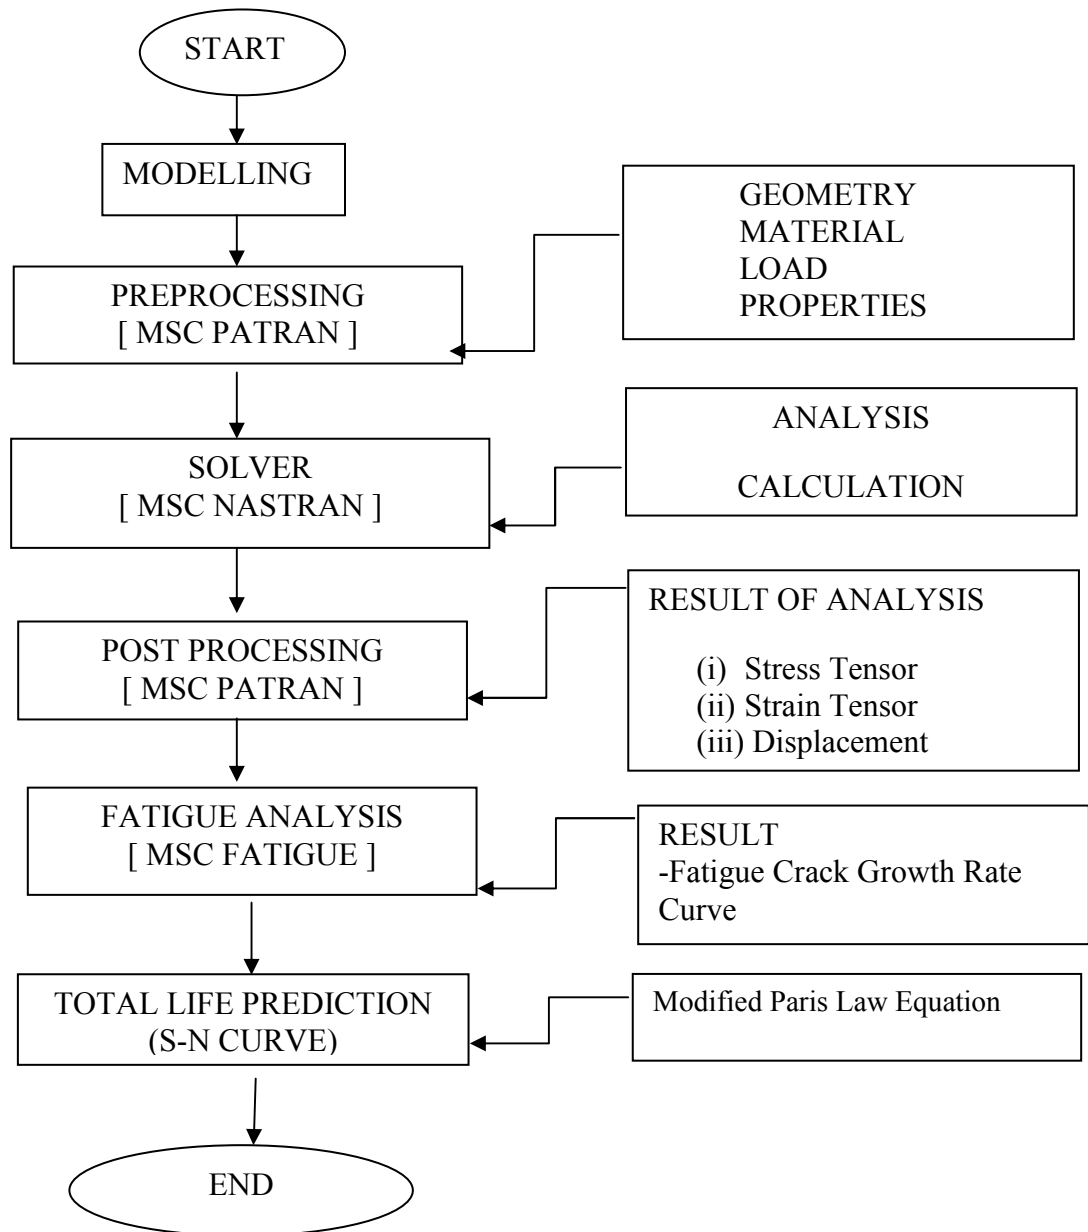 START
MODELLING
GEOMETRY
MATERIAL
LOAD
PROPERTIES
PREPROCESSING
[ MSC PATRAN ]
ANALYSIS
CALCULATION
SOLVER
[ MSC NASTRAN ]
RESULT OF ANALYSIS
(i) Stress Tensor
(ii) Strain Tensor
(iii) Displacement
POST PROCESSING
[ MSC PATRAN ]
FATIGUE ANALYSIS
[ MSC FATIGUE ]
RESULT
-Fatigue Crack Growth Rate
Curve
TOTAL LIFE PREDICTION
(S-N CURVE)
Modified Paris Law Equation
END